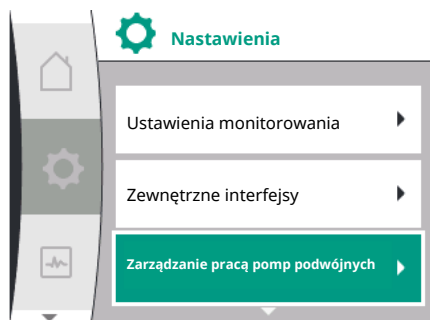 Nastawienia
Ustawienia monitorowania
Zewnętrzne interfejsy
Zarządzanie pracą pomp podwójnych